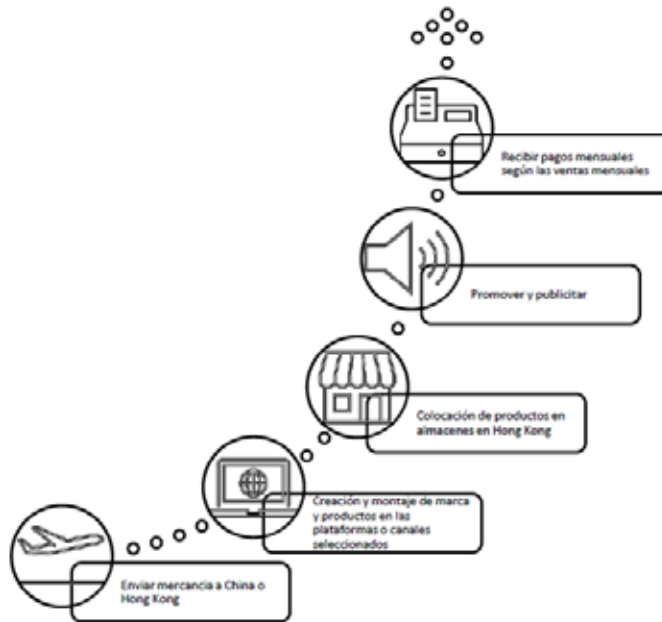 Recibir pagos mensuales
según las ventas mensuales
Promover y publicitar
Colocación de productos en
almacenes en Hong Kong
Creación y montaje de marca
y productos en las
plataformas o canales
seleccionados
Enviar mercancia a China o
Hong Kong